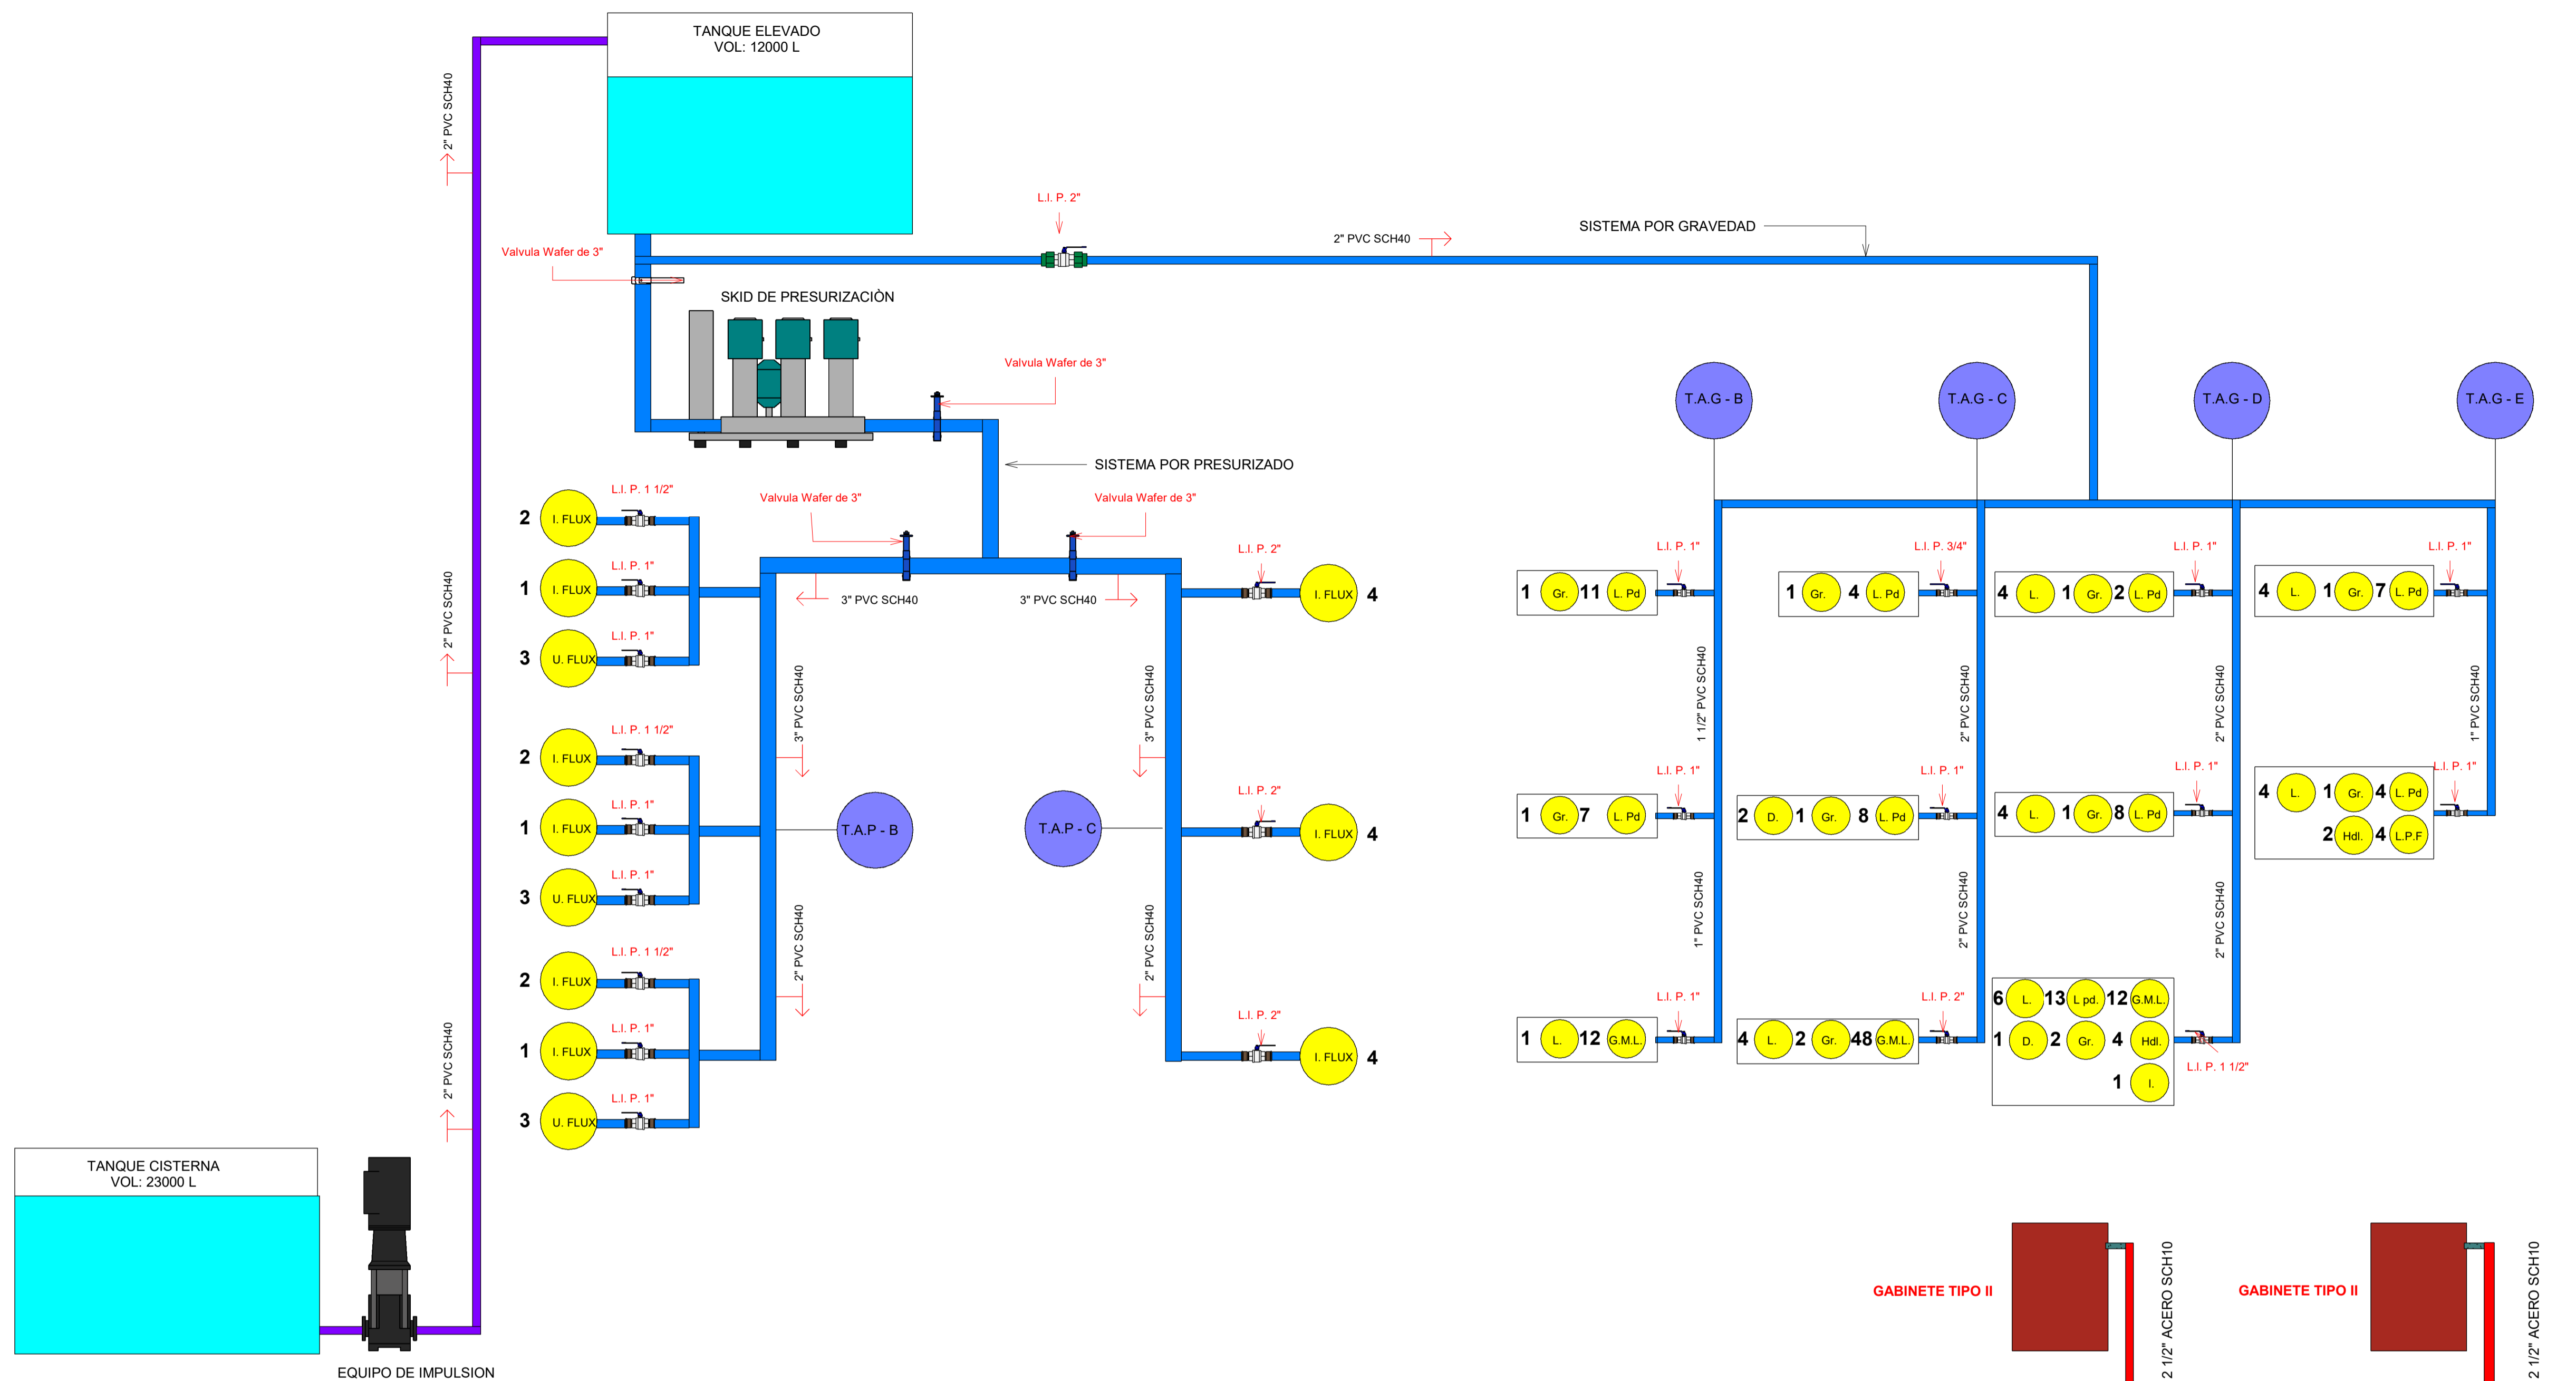 TANQUE ELEVADO
VOL: 12000 L
2" PVC SCH40
L.I. P. 2"
Valvula Wafer de 3"
2" PVC SCH40
SISTEMA POR GRAVEDAD
SKID DE PRESURIZACIÒN
Valvula Wafer de 3"
T.A.G - B
T.A.G - C
T.A.G - D
T.A.G - E
SISTEMA POR PRESURIZADO
Valvula Wafer de 3"
Valvula Wafer de 3"
L.I. P. 1 1/2"
2 I. FLUX
L.I. P. 1"
1 I. FLUX
L.I. P. 1"
3 U. FLUX
2" PVC SCH40
3" PVC SCH40
3" PVC SCH40
L.I. P. 2"
I. FLUX 4
3" PVC SCH40
3" PVC SCH40
L.I. P. 1 1/2"
2 I. FLUX
L.I. P. 1"
1 I. FLUX
L.I. P. 1"
3 U. FLUX
T.A.P - B
T.A.P - C
L.I. P. 2"
I. FLUX 4
2" PVC SCH40
2" PVC SCH40
L.I. P. 1 1/2"
2 I. FLUX
L.I. P. 1"
1 I. FLUX
L.I. P. 1"
3 U. FLUX
L.I. P. 2"
I. FLUX 4
2" PVC SCH40
L.I. P. 1"
1 Gr. 11 L. Pd
1 1/2" PVC SCH40
L.I. P. 1"
1 Gr. 7 L. Pd
1" PVC SCH40
L.I. P. 1"
1 L. 12 G.M.L.
L.I. P. 3/4"
1 Gr. 4 L. Pd
2" PVC SCH40
L.I. P. 1"
2 D. 1 Gr. 8 L. Pd
2" PVC SCH40
L.I. P. 2"
4 L. 2 Gr. 48 G.M.L.
L.I. P. 1"
4 L. 1 Gr. 2 L. Pd
2" PVC SCH40
L.I. P. 1"
4 L. 1 Gr. 8 L. Pd
2" PVC SCH40
6 L. 13 L pd. 12 G.M.L.
1 D. 2 Gr. 4 Hdl.
1 I.
L.I. P. 1 1/2"
L.I. P. 1"
4 L. 1 Gr. 7 L. Pd
1" PVC SCH40
L.I. P. 1"
4 L. 1 Gr. 4 L. Pd
2 Hdl. 4 L.P.F
TANQUE CISTERNA
VOL: 23000 L
EQUIPO DE IMPULSION
GABINETE TIPO II
2 1/2" ACERO SCH10
GABINETE TIPO II
2 1/2" ACERO SCH10